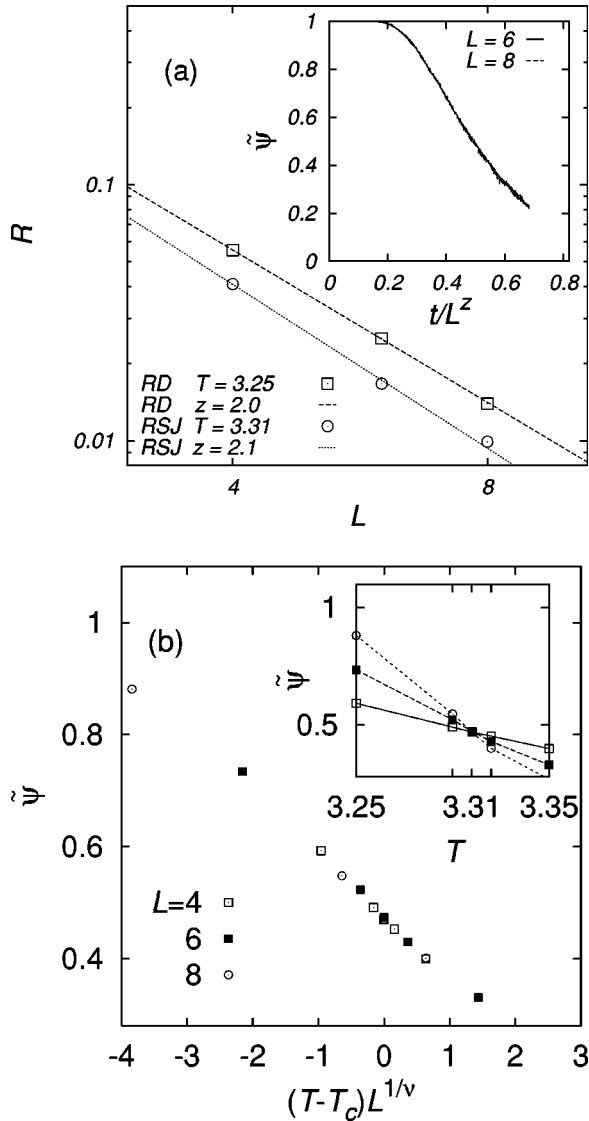 (a)
1
0.8
0.6
0.4
0.2
0
ψ̃
L = 6
L = 8
0 0.2 0.4 0.6 0.8
t/L^z
0.1
0.01
R
RD T = 3.25
RD z = 2.0
RSJ T = 3.31
RSJ z = 2.1
4 8
L
(b)
1
0.8
0.6
0.4
ψ̃
1
0.5
ψ̃
3.25 3.31 3.35
T
L=4
6
8
-4 -3 -2 -1 0 1 2 3
(T-T_c)L^{1/ν}